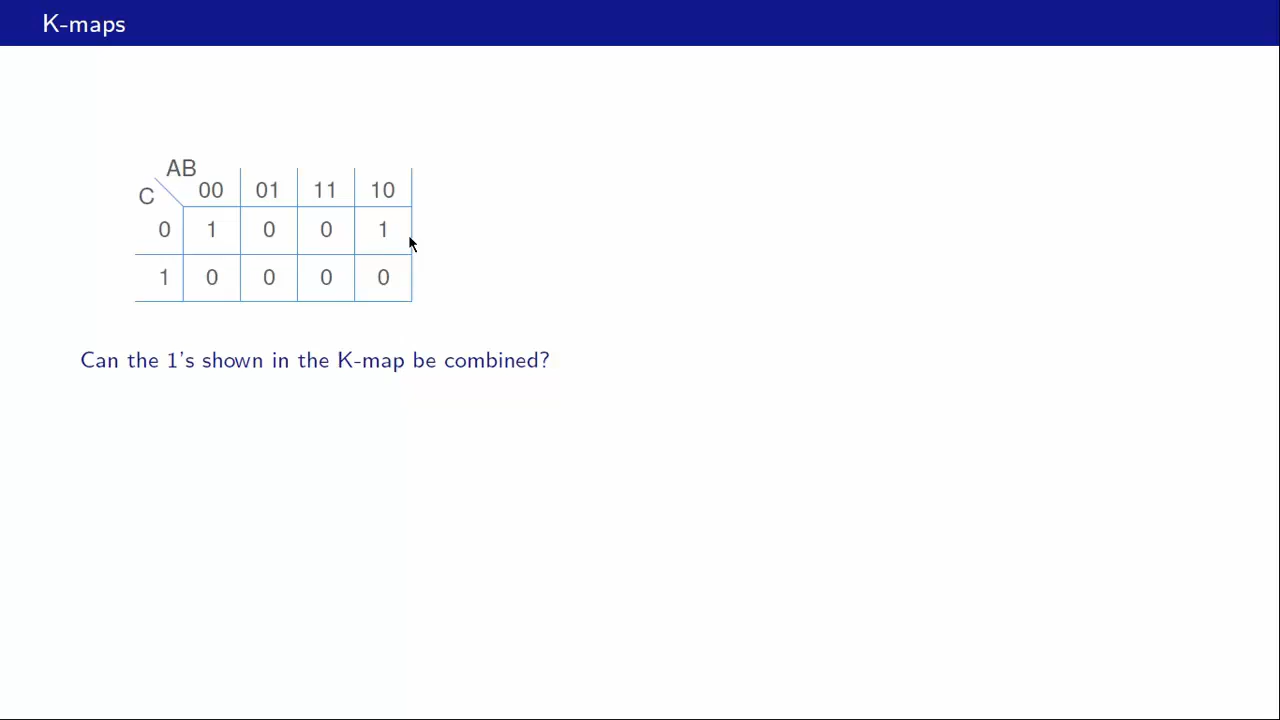 K-maps
AB
C 00 01 11 10
0 1 0 0 1
1 0 0 0 0
Can the 1's shown in the K-map be combined?